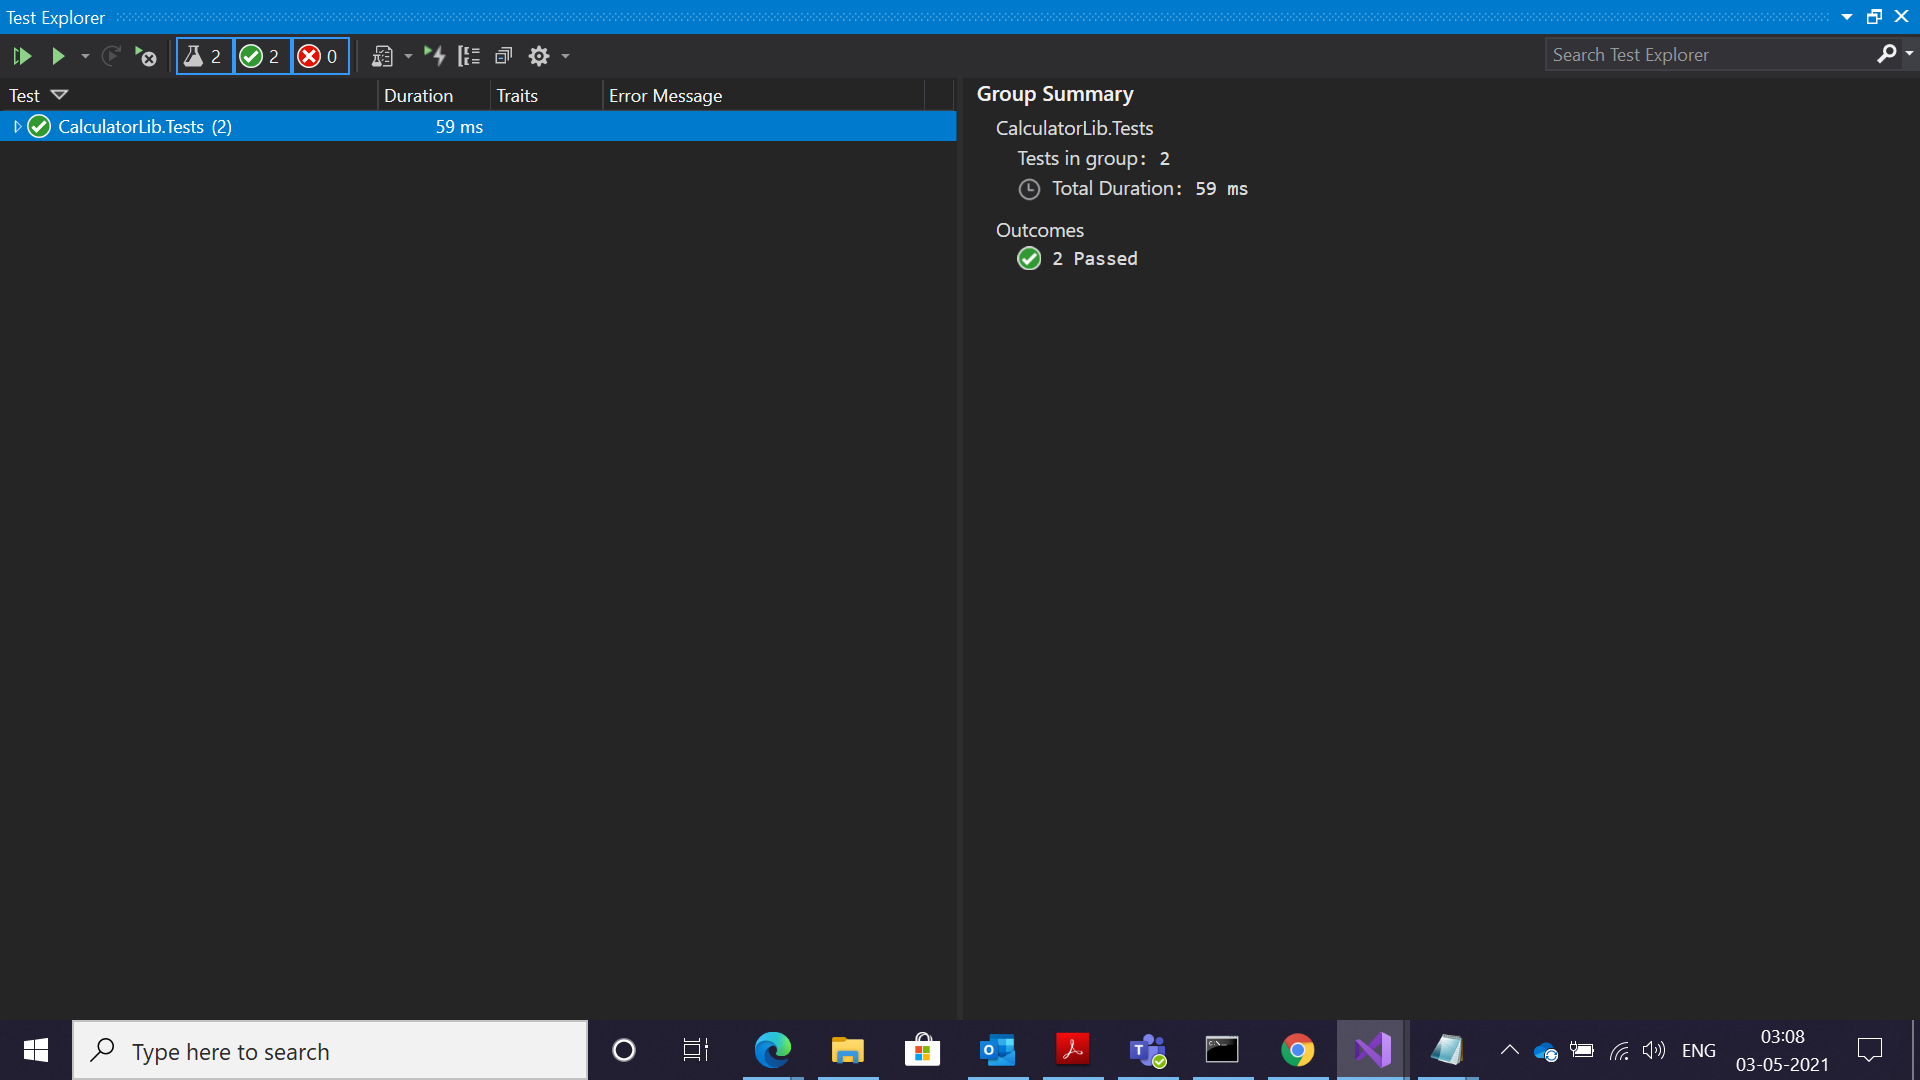 Test Explorer
2 2 0
Search Test Explorer
Test Duration Traits Error Message
CalculatorLib.Tests (2) 59 ms
Group Summary
CalculatorLib.Tests
Tests in group: 2
Total Duration: 59 ms
Outcomes
2 Passed
Type here to search
ENG
03:08
03-05-2021